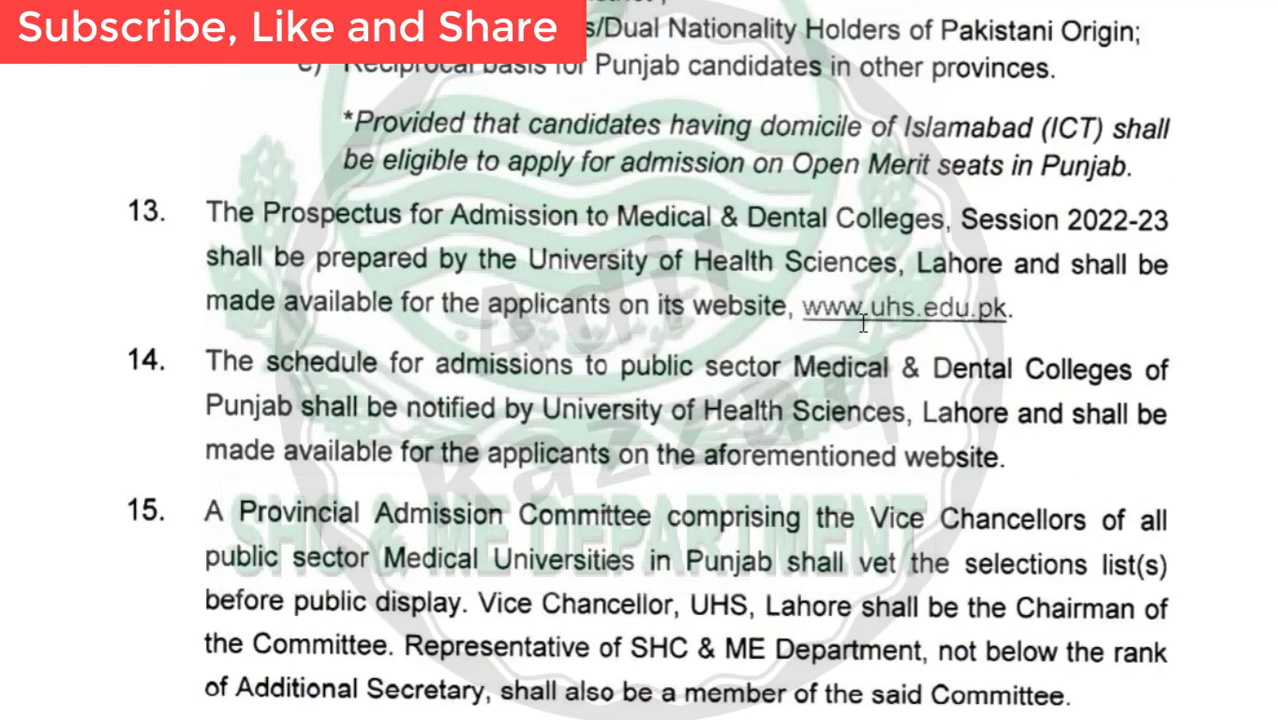 Subscribe, Like and Share
s/Dual Nationality Holders of Pakistani Origin;
e) Reciprocal basis for Punjab candidates in other provinces.
*Provided that candidates having domicile of Islamabad (ICT) shall
be eligible to apply for admission on Open Merit seats in Punjab.
13. The Prospectus for Admission to Medical & Dental Colleges, Session 2022-23
shall be prepared by the University of Health Sciences, Lahore and shall be
made available for the applicants on its website, www.uhs.edu.pk.
14. The schedule for admissions to public sector Medical & Dental Colleges of
Punjab shall be notified by University of Health Sciences, Lahore and shall be
made available for the applicants on the aforementioned website.
15. A Provincial Admission Committee comprising the Vice Chancellors of all
public sector Medical Universities in Punjab shall vet the selections list(s)
before public display. Vice Chancellor, UHS, Lahore shall be the Chairman of
the Committee. Representative of SHC & ME Department, not below the rank
of Additional Secretary, shall also be a member of the said Committee.
Adil
SHC & ME DEPARTMENT